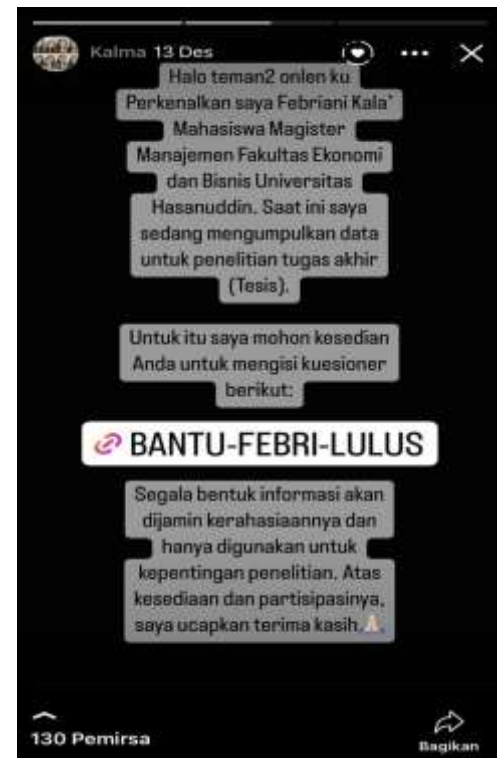 Kalma 13 Des
Halo teman2 onlen ku
Perkenalkan saya Febriani Kala'
Mahasiswa Magister
Manajemen Fakultas Ekonomi
dan Bisnis Universitas
Hasanuddin. Saat ini saya
sedang mengumpulkan data
untuk penelitian tugas akhir
(Tesis).
Untuk itu saya mohon kesedian
Anda untuk mengisi kuesioner
berikut:
BANTU-FEBRI-LULUS
Segala bentuk informasi akan
dijamin kerahasiaannya dan
hanya digunakan untuk
kepentingan penelitian. Atas
kesediaan dan partisipasinya,
saya ucapkan terima kasih.🙏🏻
130 Pemirsa
Bagikan